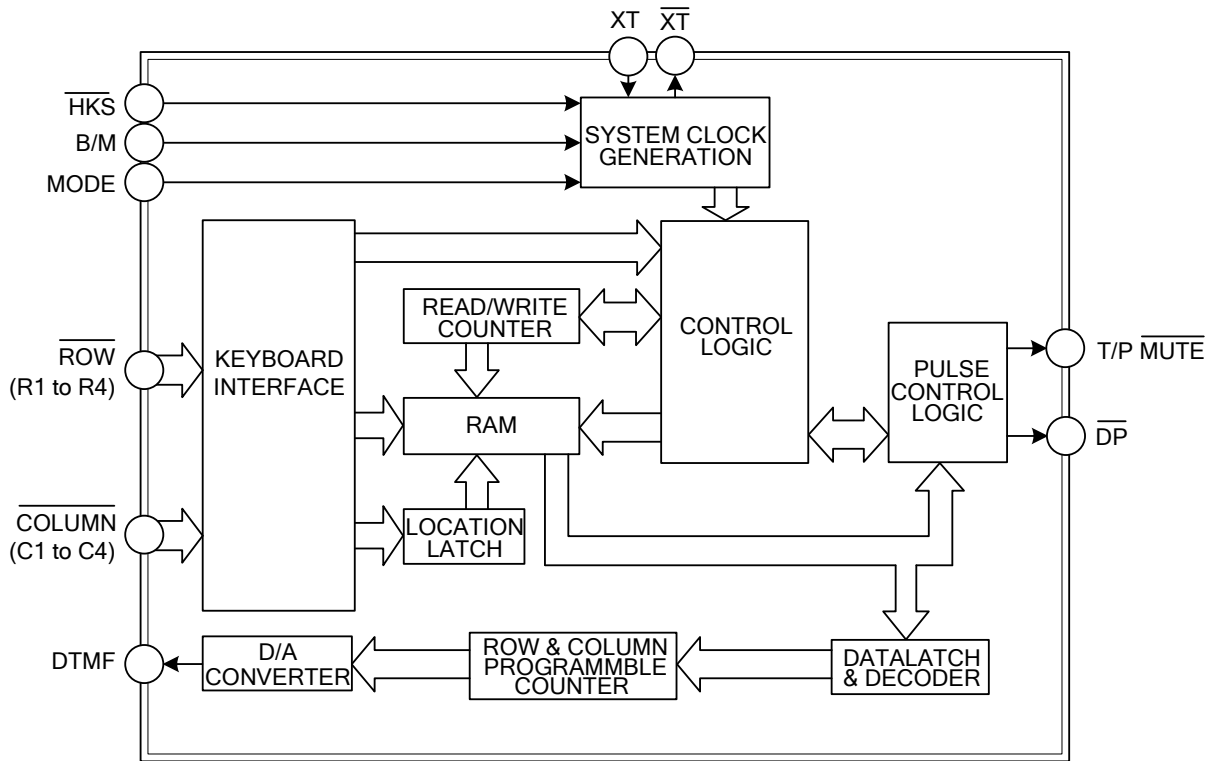 XT XT
HKS
B/M
MODE
SYSTEM CLOCK
GENERATION
READ/WRITE
COUNTER
CONTROL
LOGIC
KEYBOARD
INTERFACE
ROW
(R1 to R4)
RAM
PULSE
CONTROL
LOGIC
T/P MUTE
DP
COLUMN
(C1 to C4)
LOCATION
LATCH
DTMF
D/A
CONVERTER
ROW & COLUMN
PROGRAMMBLE
COUNTER
DATALATCH
& DECODER